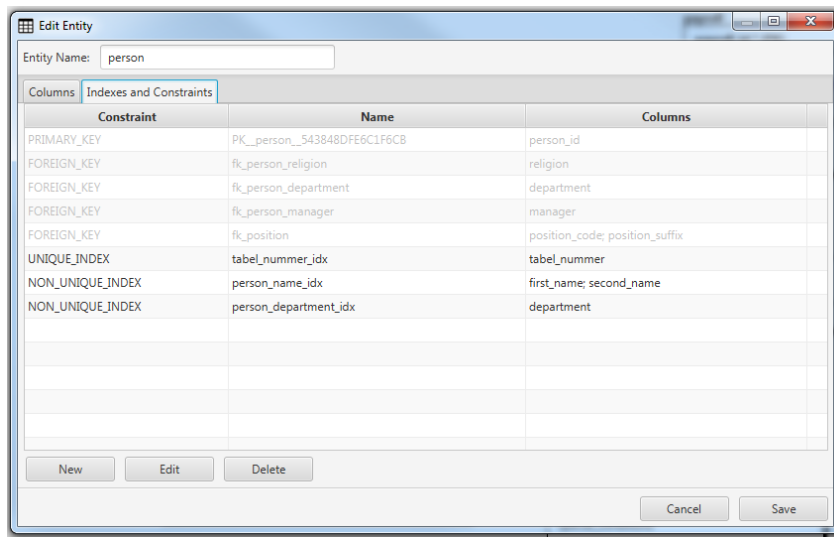 Edit Entity
Entity Name: person
Columns Indexes and Constraints
Constraint Name Columns
PRIMARY_KEY PK__person__543848DFE6C1F6CB person_id
FOREIGN_KEY fk_person_religion religion
FOREIGN_KEY fk_person_department department
FOREIGN_KEY fk_person_manager manager
FOREIGN_KEY fk_position position_code; position_suffix
UNIQUE_INDEX tabel_nummer_idx tabel_nummer
NON_UNIQUE_INDEX person_name_idx first_name; second_name
NON_UNIQUE_INDEX person_department_idx department
New Edit Delete
Cancel Save